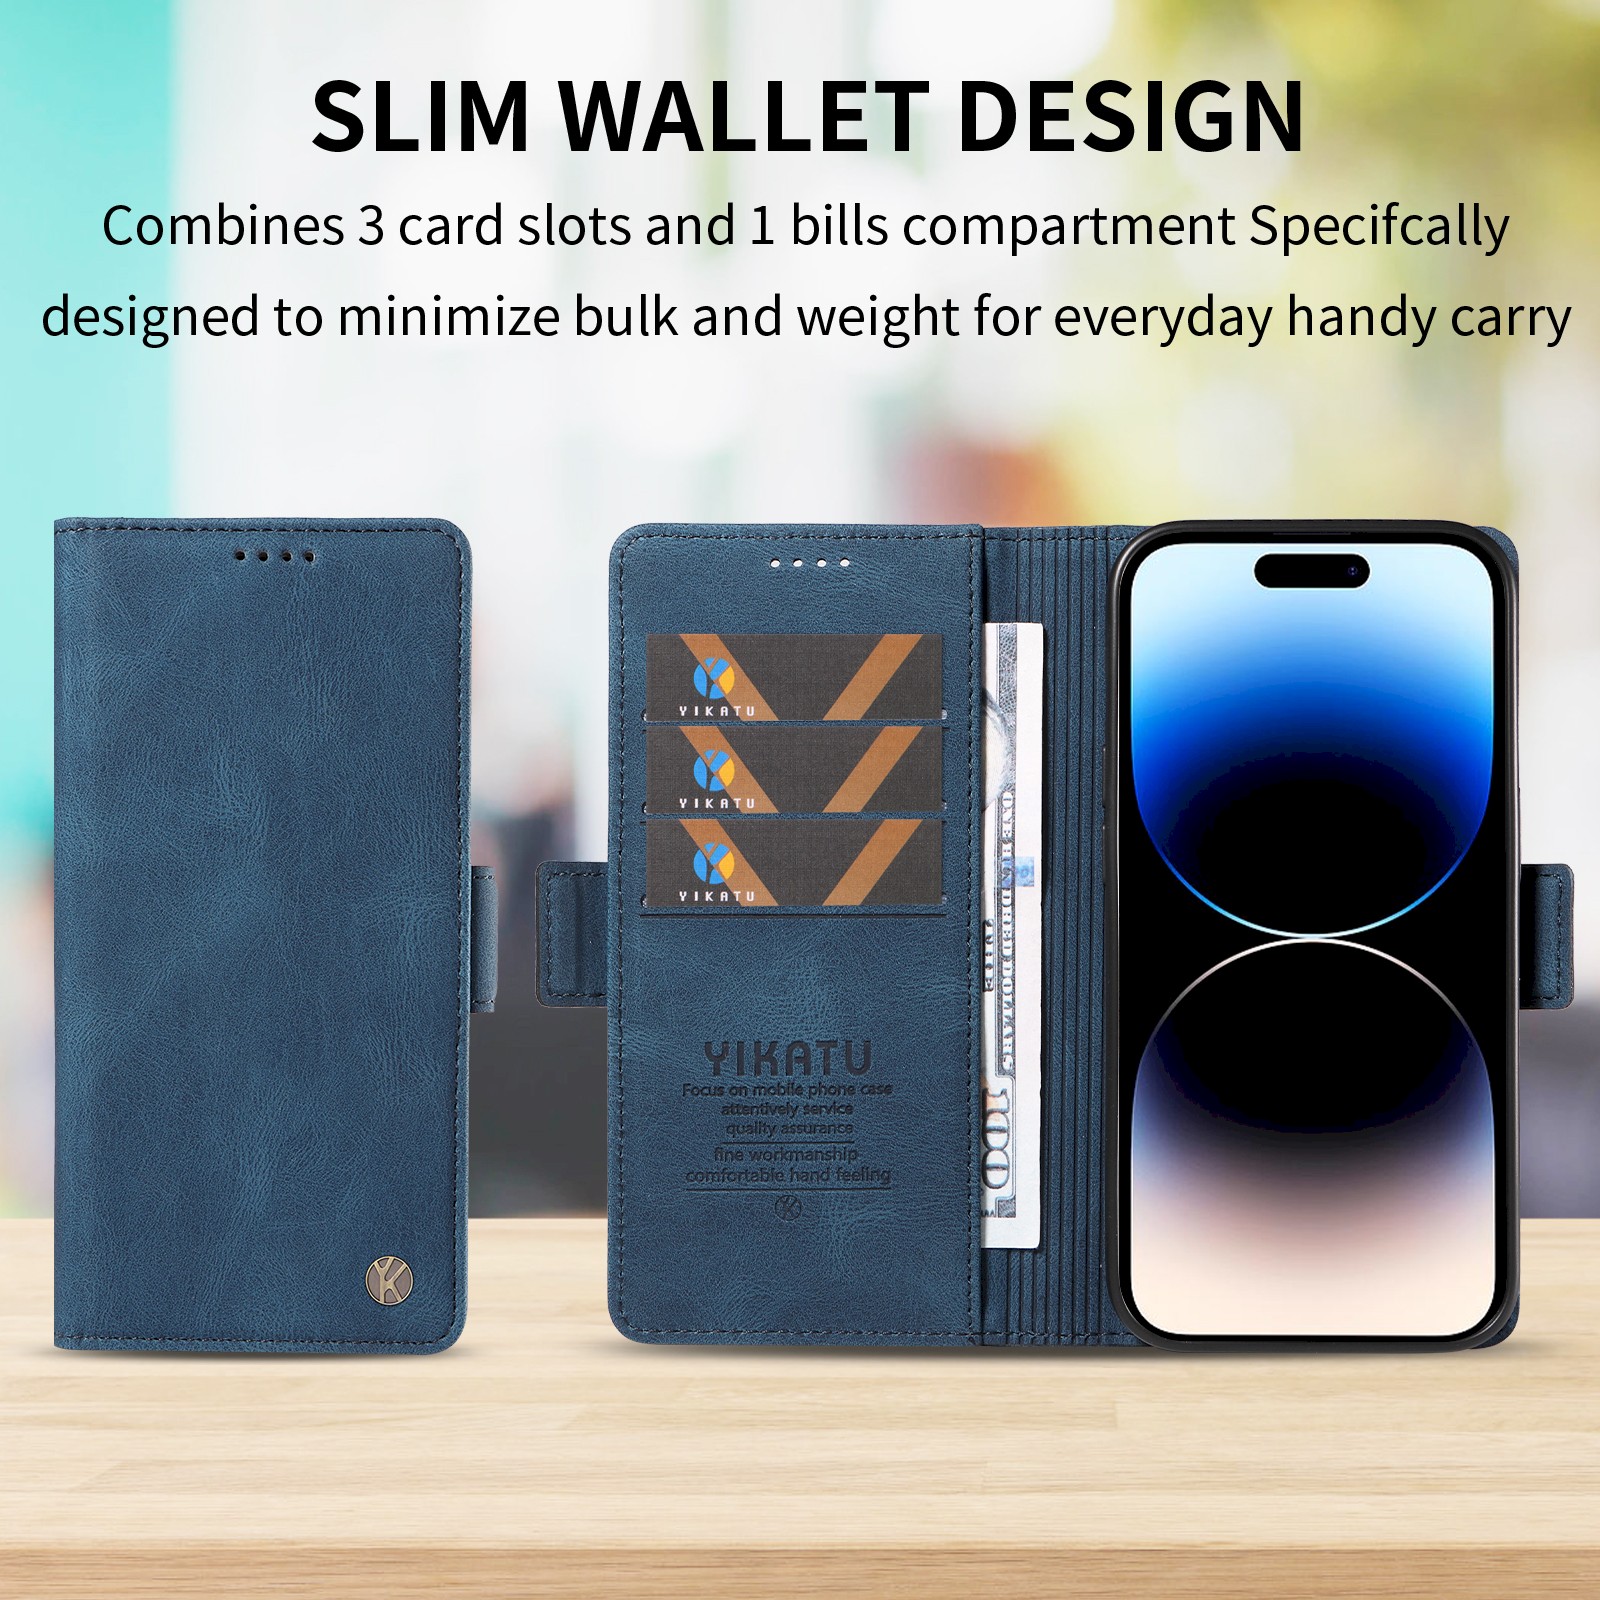 SLIM WALLET DESIGN
Combines 3 card slots and 1 bills compartment Specifcally
designed to minimize bulk and weight for everyday handy carry
YIKATU
YIKATU
YIKATU
YIKATU
Focus on mobile phone case
attentively service
quality assurance
fine workmanship
comfortable hand feeling
100